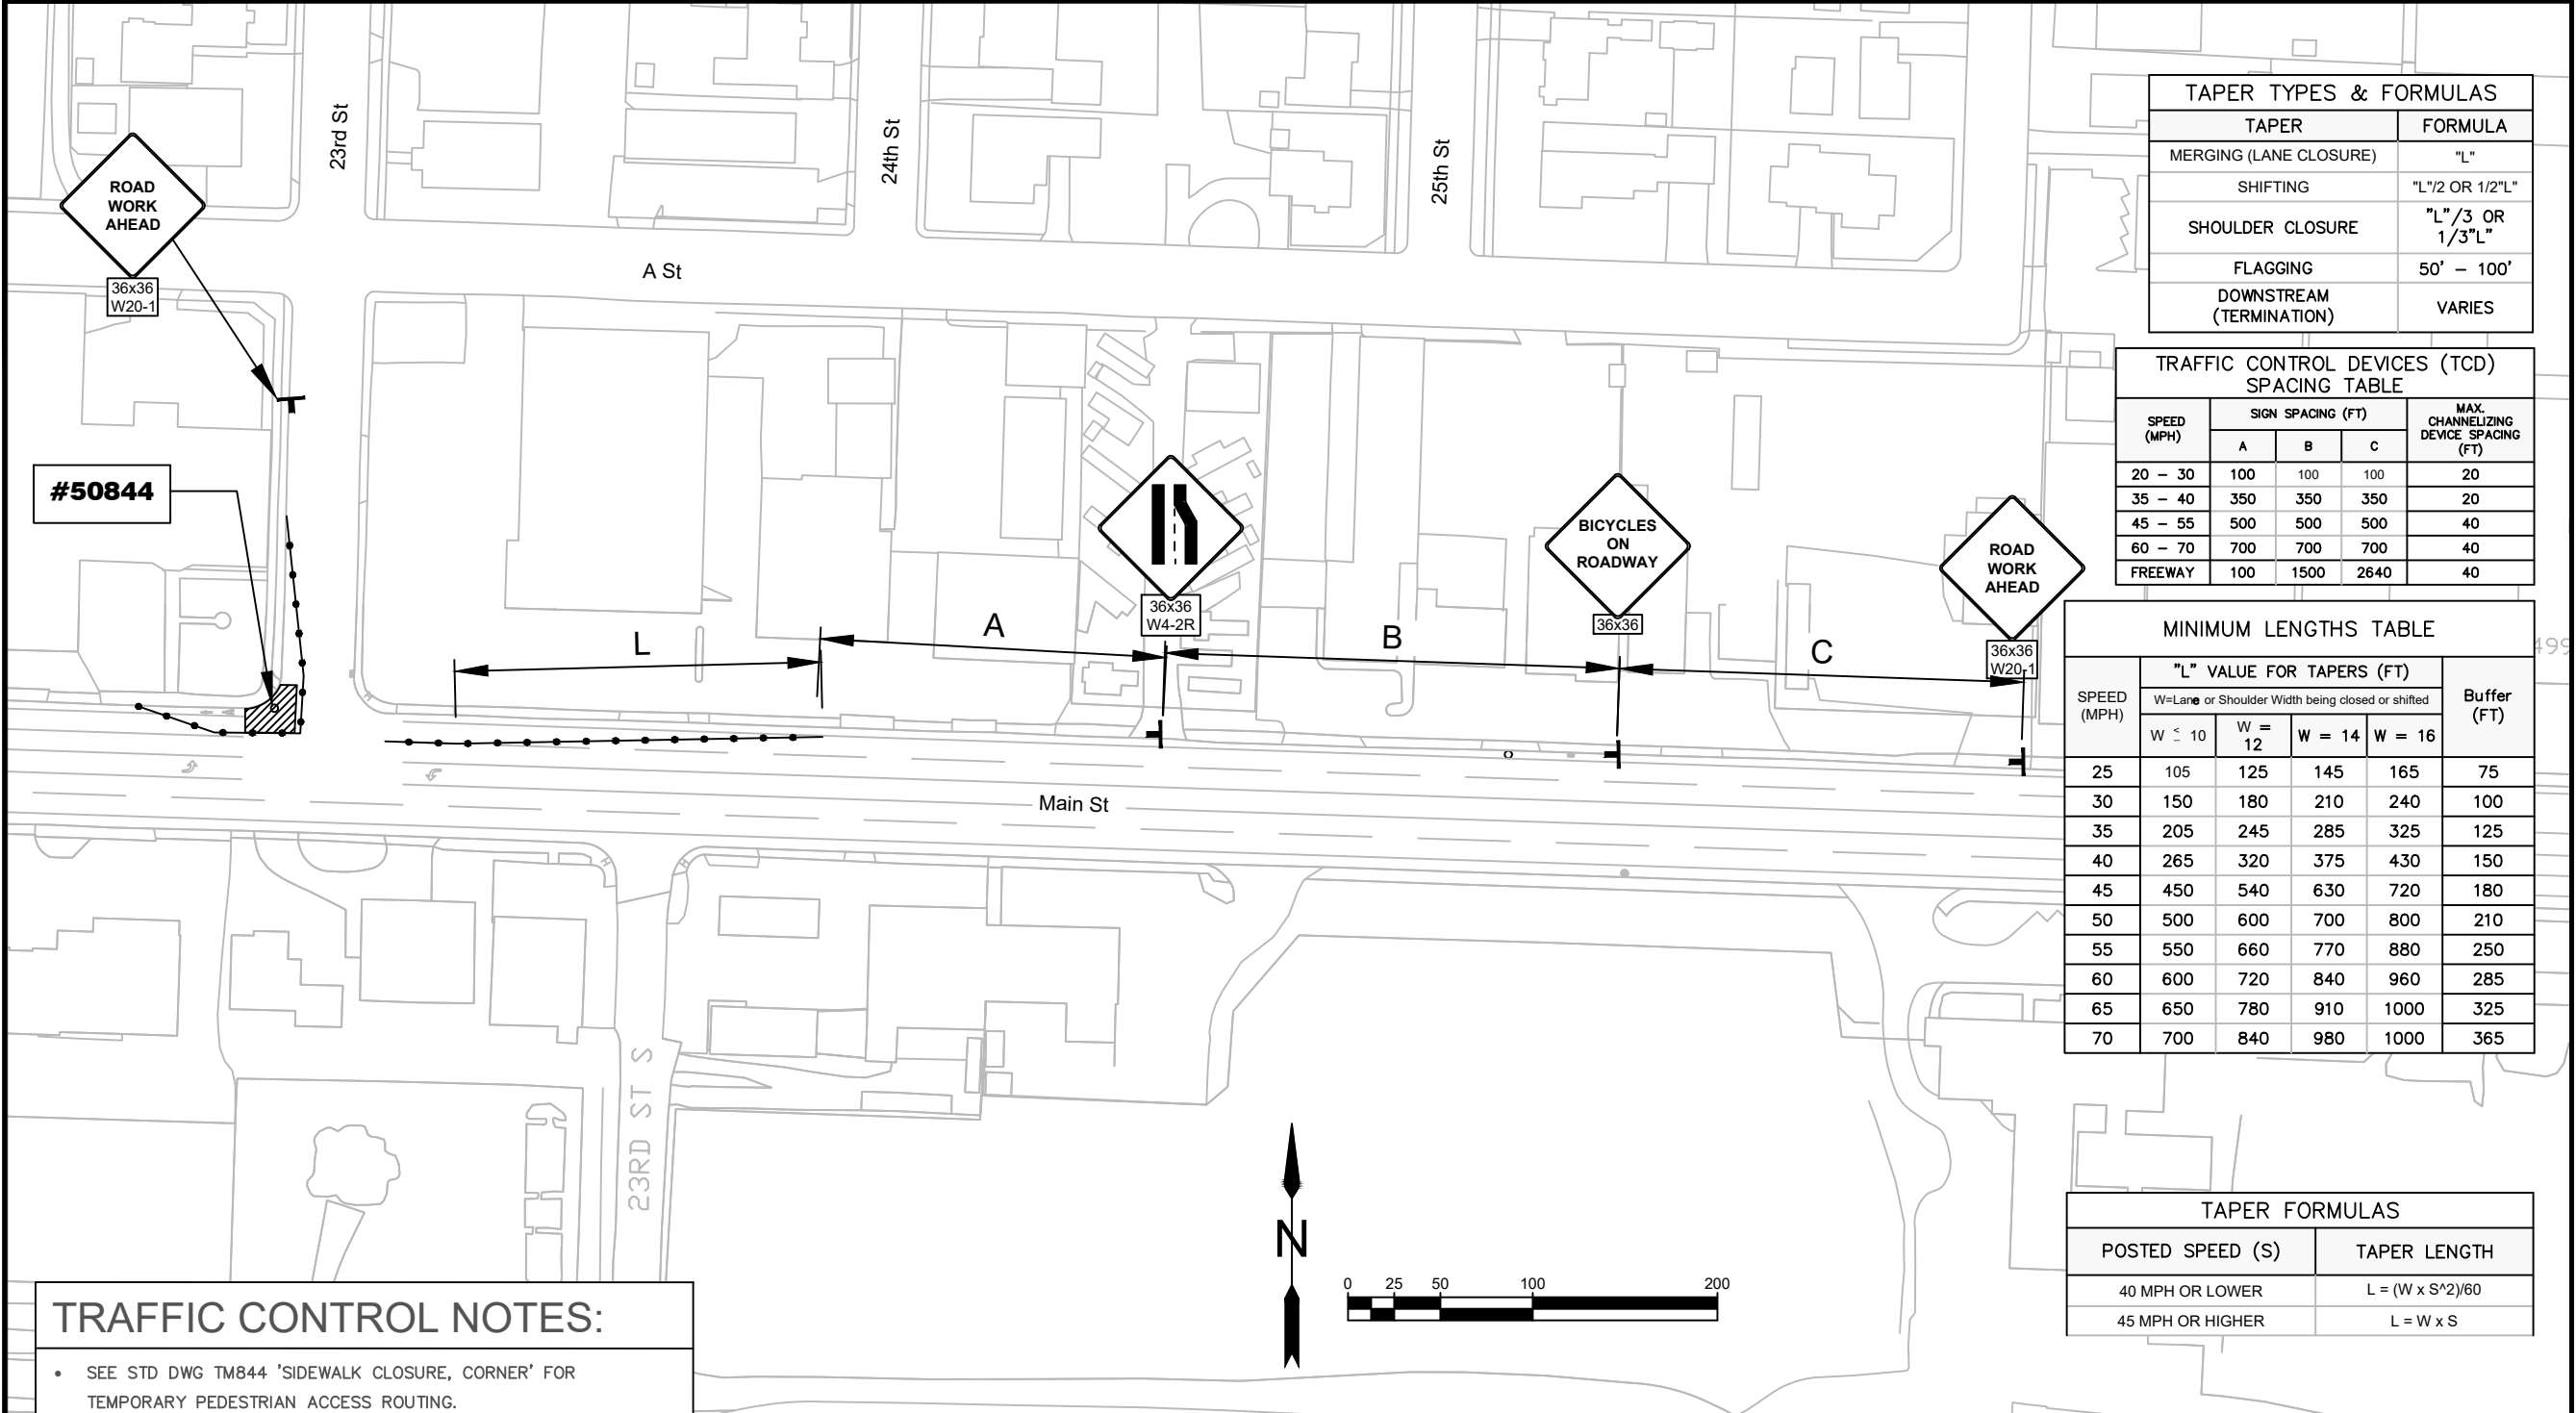 23rd St
24th St
25th St
A St
ROAD
WORK
AHEAD
36x36
W20-1
#50844
L
A
B
C
36x36
W4-2R
BICYCLES
ON
ROADWAY
36x36
ROAD
WORK
AHEAD
36x36
W20-1
Main St
23RD ST S
499
N
0 25 50 100 200
TAPER TYPES & FORMULAS
TAPER FORMULA
MERGING (LANE CLOSURE) "L"
SHIFTING "L"/2 OR 1/2"L"
SHOULDER CLOSURE "L"/3 OR
1/3"L"
FLAGGING 50' - 100'
DOWNSTREAM
(TERMINATION) VARIES
TRAFFIC CONTROL DEVICES (TCD)
SPACING TABLE
SPEED
(MPH)
SIGN SPACING (FT)
A B C
MAX.
CHANNELIZING
DEVICE SPACING
(FT)
20 - 30 100 100 100 20
35 - 40 350 350 350 20
45 - 55 500 500 500 40
60 - 70 700 700 700 40
FREEWAY 100 1500 2640 40
MINIMUM LENGTHS TABLE
SPEED
(MPH)
"L" VALUE FOR TAPERS (FT)
W=Lane or Shoulder Width being closed or shifted
W ≤ 10 W = 12 W = 14 W = 16
Buffer
(FT)
25 105 125 145 165 75
30 150 180 210 240 100
35 205 245 285 325 125
40 265 320 375 430 150
45 450 540 630 720 180
50 500 600 700 800 210
55 550 660 770 880 250
60 600 720 840 960 285
65 650 780 910 1000 325
70 700 840 980 1000 365
TAPER FORMULAS
POSTED SPEED (S) TAPER LENGTH
40 MPH OR LOWER L = (W x S^2)/60
45 MPH OR HIGHER L = W x S
TRAFFIC CONTROL NOTES:
• SEE STD DWG TM844 'SIDEWALK CLOSURE, CORNER' FOR
TEMPORARY PEDESTRIAN ACCESS ROUTING.